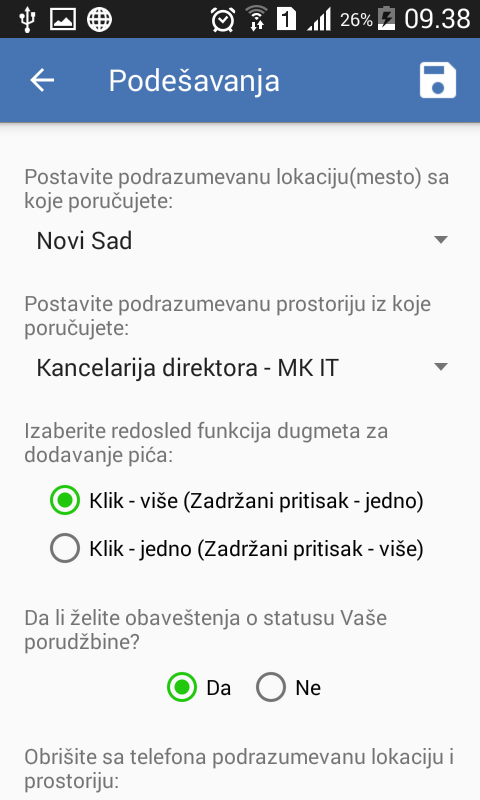 1 26% 09.38
Podešavanja
Postavite podrazumevanu lokaciju(mesto) sa
koje poručujete:
Novi Sad
Postavite podrazumevanu prostoriju iz koje
poručujete:
Kancelarija direktora - MK IT
Izaberite redosled funkcija dugmeta za
dodavanje pića:
Klik - više (Zadržani pritisak - jedno)
Klik - jedno (Zadržani pritisak - više)
Da li želite obaveštenja o statusu Vaše
porudžbine?
Da Ne
Obrišite sa telefona podrazumevanu lokaciju i
prostoriju: